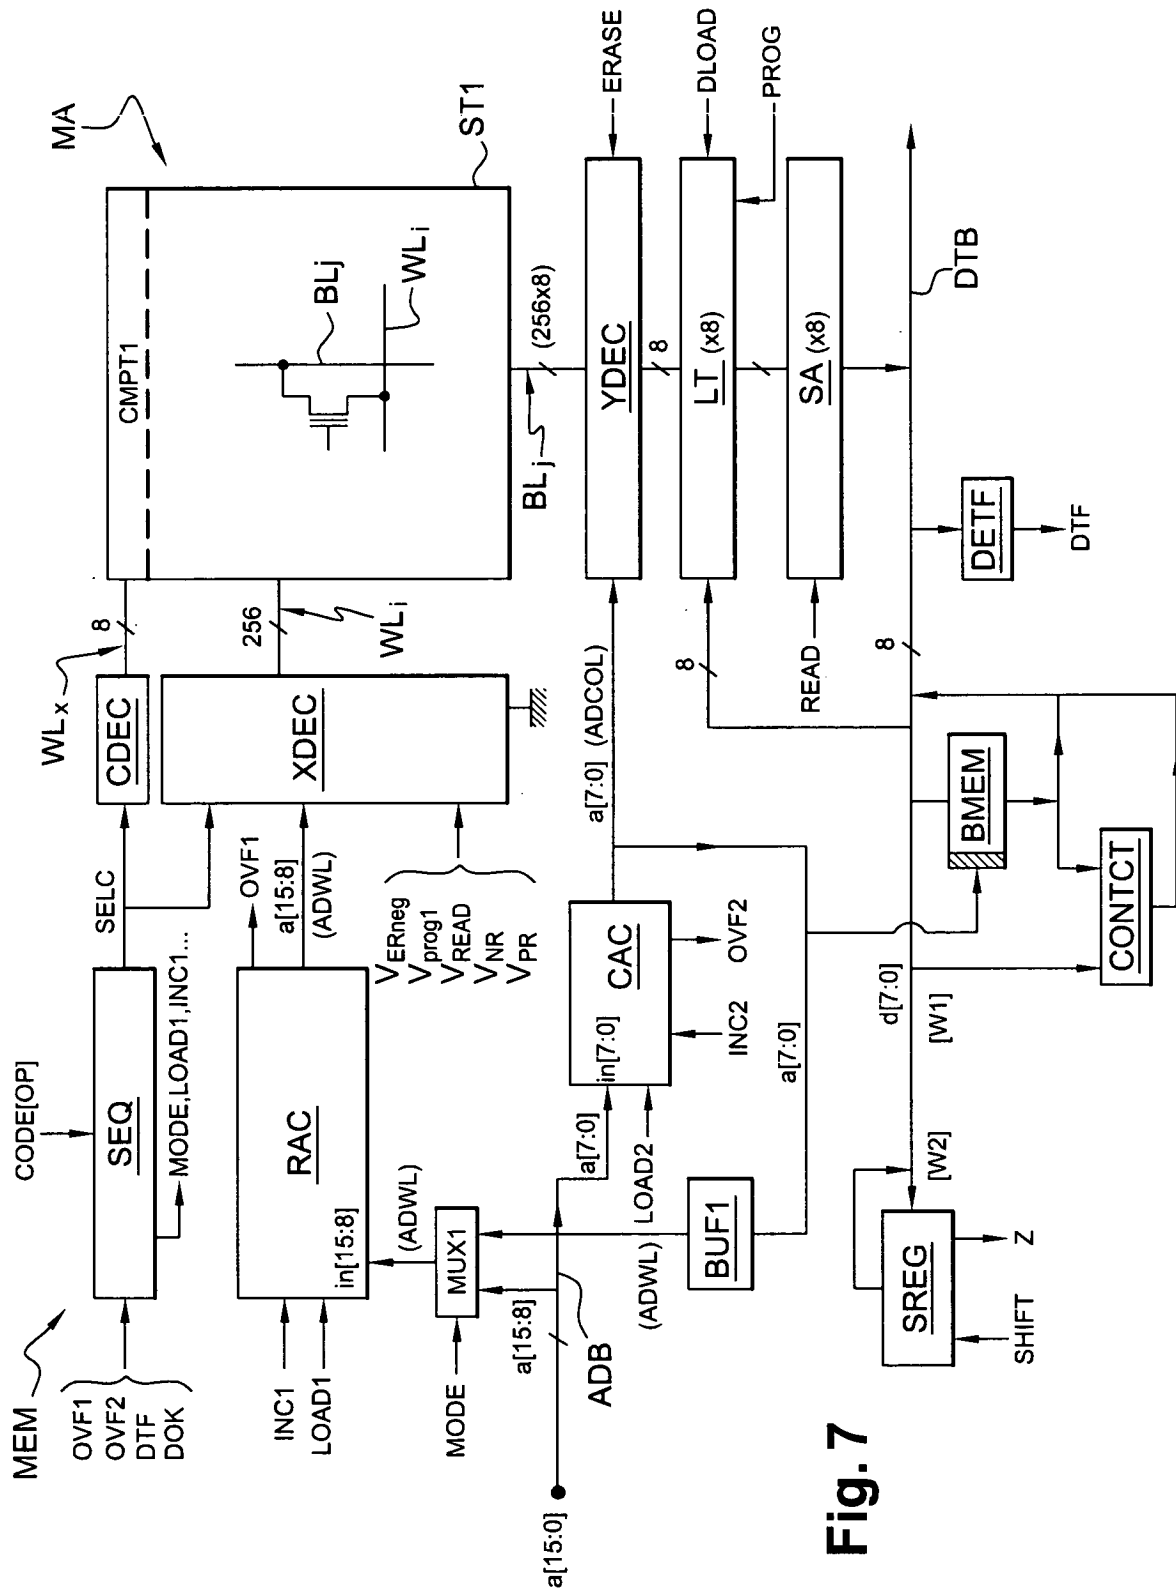 MEM
OVF1
OVF2
DTF
DOK
CODE[OP]
SEQ
MODE,LOAD1,INC1...
SELC
WLx
CDEC
8
CMPT1
MA
ST1
INC1
LOAD1
in[15:8]
RAC
OVF1
a[15:8]
(ADWL)
XDEC
256
WLi
BLj
WLi
VERneg
Vprog1
VREAD
VNR
VPR
BLj
(256x8)
MODE
MUX1
(ADWL)
a[15:8]
a[15:0]
ADB
a[7:0]
in[7:0]
CAC
LOAD2
INC2
OVF2
a[7:0] (ADCOL)
YDEC
ERASE
8
(ADWL)
BUF1
a[7:0]
8
LT (x8)
DLOAD
PROG
READ
SA (x8)
SREG
SHIFT
Z
[W2]
d[7:0]
[W1]
BMEM
CONTCT
8
DETF
DTF
DTB
Fig. 7